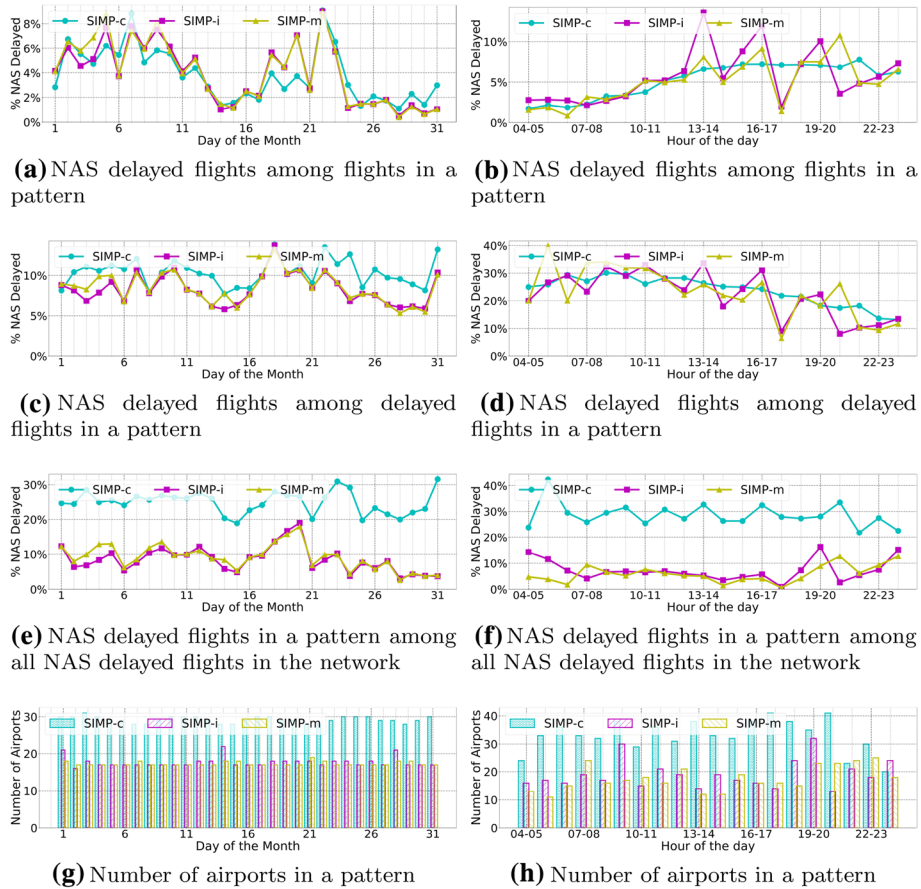 SIMP-c SIMP-i SIMP-m
8%
6%
4%
2%
0%
% NAS Delayed
1 6 11 16 21 26 31
Day of the Month
(a) NAS delayed flights among flights in a
pattern
SIMP-c SIMP-i SIMP-m
10%
5%
0%
% NAS Delayed
04-05 07-08 10-11 13-14 16-17 19-20 22-23
Hour of the day
(b) NAS delayed flights among flights in a
pattern
SIMP-c SIMP-i SIMP-m
10%
5%
0%
% NAS Delayed
1 6 11 16 21 26 31
Day of the Month
(c) NAS delayed flights among delayed
flights in a pattern
SIMP-c SIMP-i SIMP-m
40%
30%
20%
10%
0%
% NAS Delayed
04-05 07-08 10-11 13-14 16-17 19-20 22-23
Hour of the day
(d) NAS delayed flights among delayed
flights in a pattern
SIMP-c SIMP-i SIMP-m
30%
20%
10%
0%
% NAS Delayed
1 6 11 16 21 26 31
Day of the Month
(e) NAS delayed flights in a pattern among
all NAS delayed flights in the network
SIMP-c SIMP-i SIMP-m
40%
30%
20%
10%
0%
% NAS Delayed
04-05 07-08 10-11 13-14 16-17 19-20 22-23
Hour of the day
(f) NAS delayed flights in a pattern among
all NAS delayed flights in the network
SIMP-c SIMP-i SIMP-m
30
20
10
0
Number of Airports
1 6 11 16 21 26 31
Day of the Month
(g) Number of airports in a pattern
SIMP-c SIMP-i SIMP-m
40
30
20
10
0
Number of Airports
04-05 07-08 10-11 13-14 16-17 19-20 22-23
Hour of the day
(h) Number of airports in a pattern